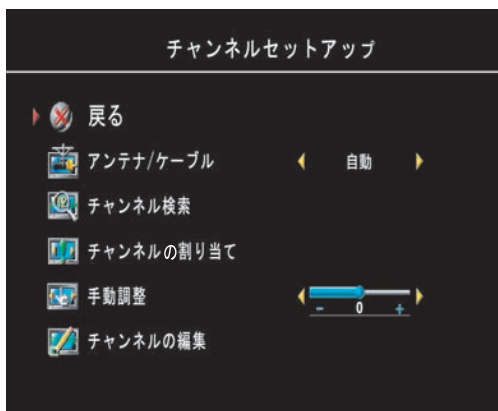 チャンネルセットアップ
戻る
アンテナ/ケーブル 自動
チャンネル検索
チャンネルの割り当て
手動調整 - 0 +
チャンネルの編集